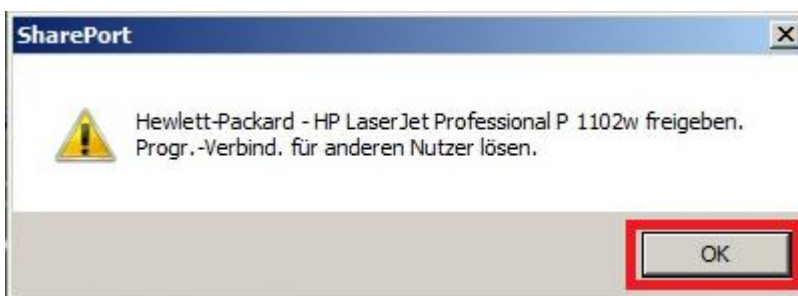 SharePort
Hewlett-Packard - HP LaserJet Professional P 1102w freigeben.
Progr.-Verbind. für anderen Nutzer lösen.
OK